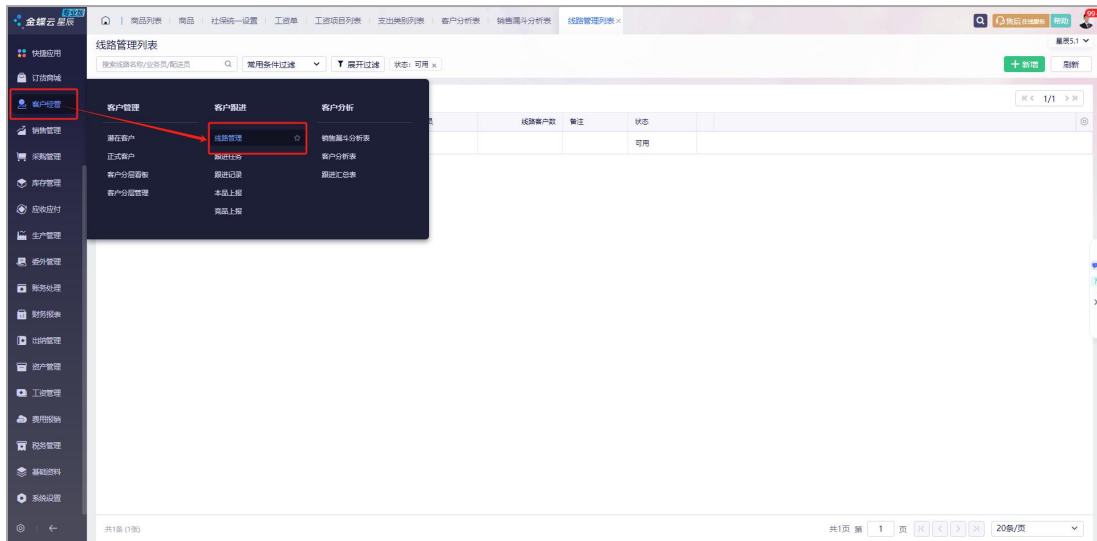 金蝶云星辰
专业版
商品列表 商品 社保统一设置 工资单 工资项目列表 支出类别列表 客户分析表 销售漏斗分析表 线路管理列表×
售后在线服务 帮助 99
线路管理列表
星辰5.1
搜索线路名称/业务员/配送员 常用条件过滤 展开过滤 状态: 可用 ×
+ 新增 刷新
1/1
快捷应用
订货商城
客户经营
销售管理
采购管理
库存管理
应收应付
生产管理
委外管理
账务处理
财务报表
出纳管理
资产管理
工资管理
费用报销
税务管理
基础资料
系统设置
客户管理 客户跟进 客户分析
潜在客户 线路管理 销售漏斗分析表
正式客户 跟进任务 客户分析表
客户分层看板 跟进记录 跟进汇总表
客户分层管理 本品上报
竞品上报
员 线路客户数 备注 状态
可用
共1条 (1张)
共1页 第 1 页 20条/页